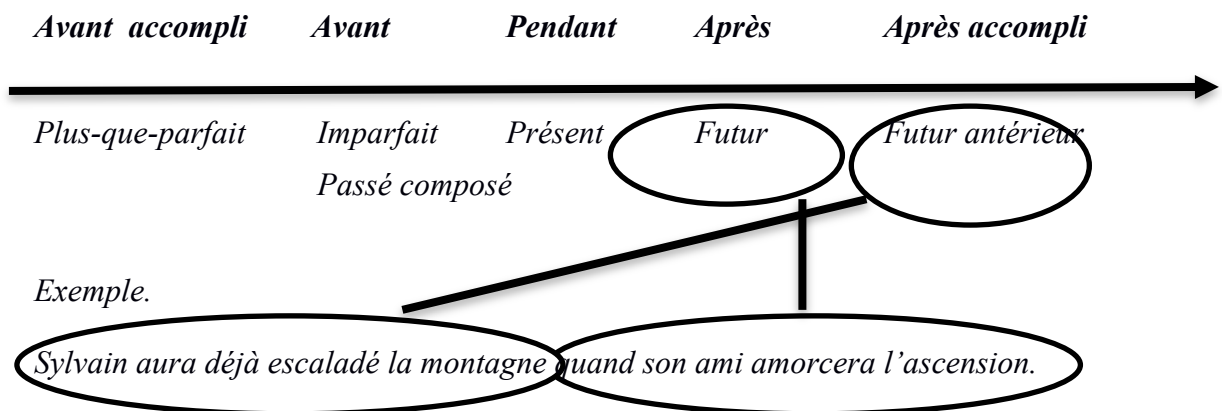 Avant accompli Avant Pendant Après Après accompli
Plus-que-parfait Imparfait Présent Futur Futur antérieur
Passé composé
Exemple.
Sylvain aura déjà escaladé la montagne quand son ami amorcera l’ascension.